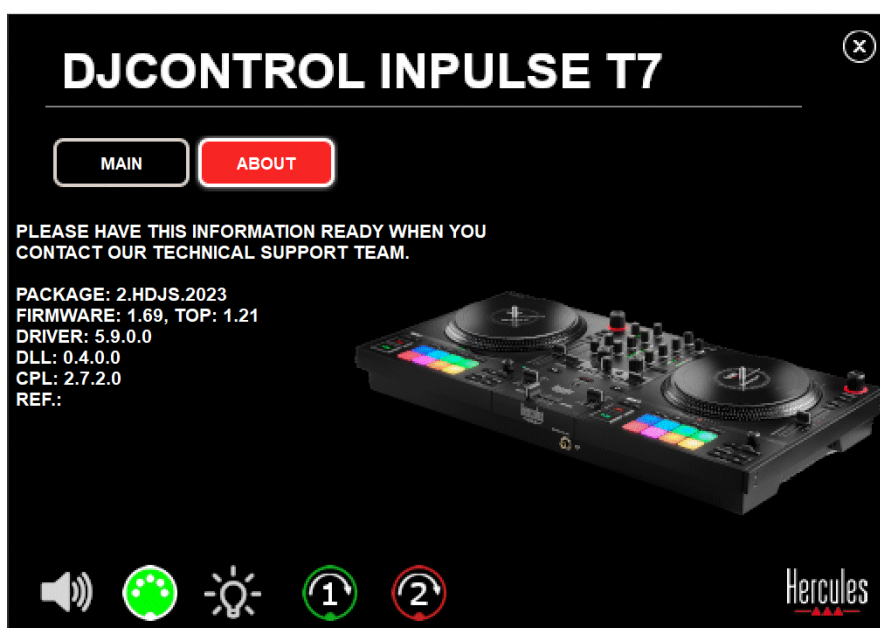 DJCONTROL INPULSE T7
MAIN
ABOUT
PLEASE HAVE THIS INFORMATION READY WHEN YOU
CONTACT OUR TECHNICAL SUPPORT TEAM.
PACKAGE: 2.HDJS.2023
FIRMWARE: 1.69, TOP: 1.21
DRIVER: 5.9.0.0
DLL: 0.4.0.0
CPL: 2.7.2.0
REF.:
1
2
Hercules